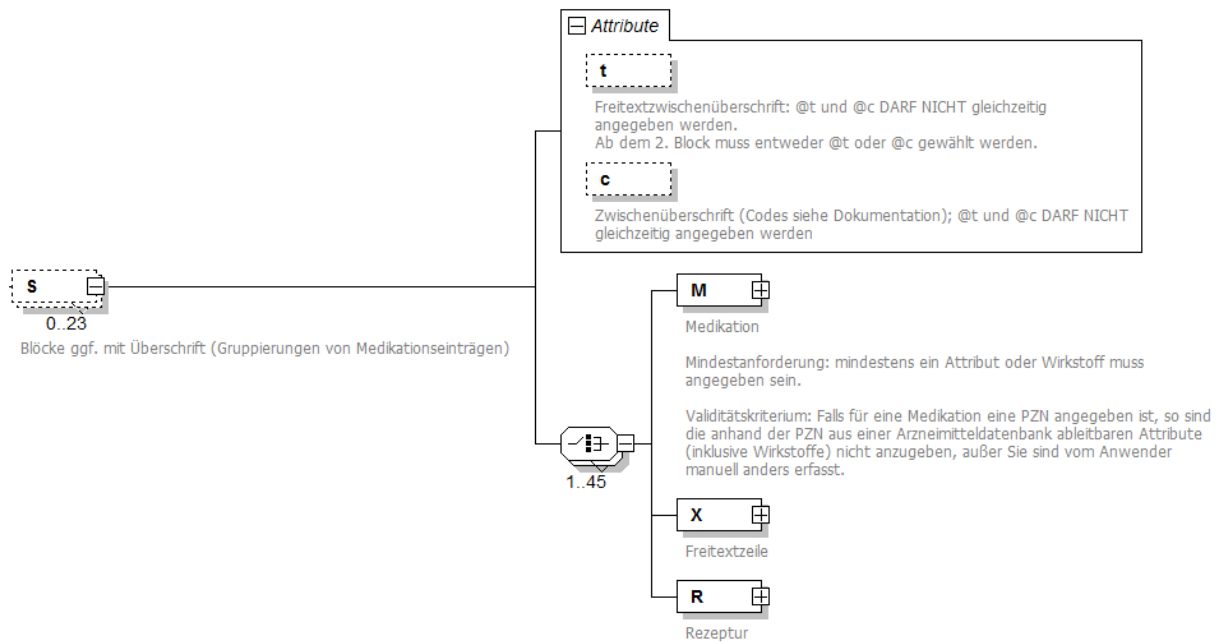 Attribute
t
Freitextzwischenüberschrift: @t und @c DARF NICHT gleichzeitig
angegeben werden.
Ab dem 2. Block muss entweder @t oder @c gewählt werden.
c
Zwischenüberschrift (Codes siehe Dokumentation); @t und @c DARF NICHT
gleichzeitig angegeben werden
S
0..23
Blöcke ggf. mit Überschrift (Gruppierungen von Medikationseinträgen)
M
Medikation
Mindestanforderung: mindestens ein Attribut oder Wirkstoff muss
angegeben sein.
Validitätskriterium: Falls für eine Medikation eine PZN angegeben ist, so sind
die anhand der PZN aus einer Arzneimitteldatenbank ableitbaren Attribute
(inklusive Wirkstoffe) nicht anzugeben, außer Sie sind vom Anwender
manuell anders erfasst.
1..45
X
Freitextzeile
R
Rezeptur